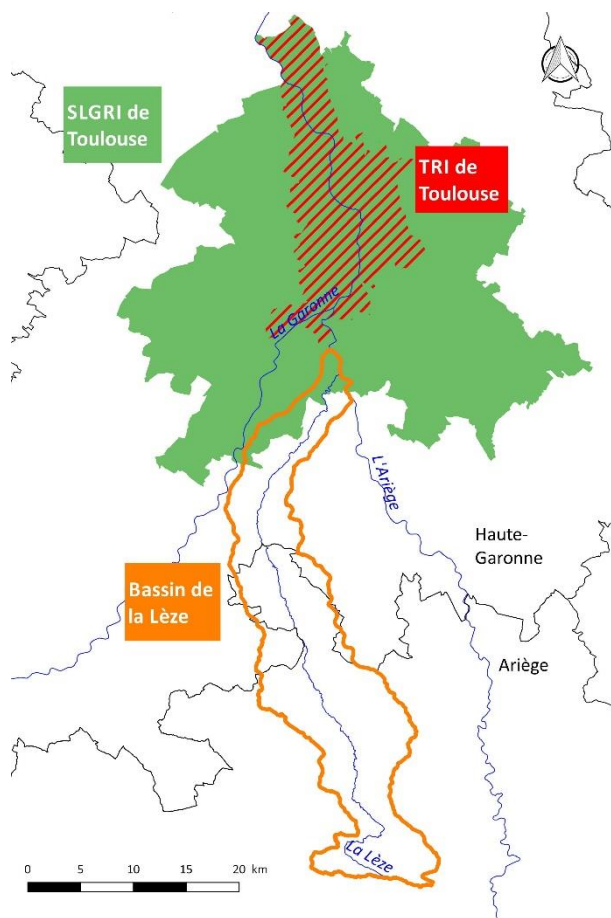 SLGRI de
Toulouse
TRI de
Toulouse
La Garonne
L'Ariège
Haute-
Garonne
Bassin de
la Lèze
Ariège
La Lèze
0 5 10 15 20 km